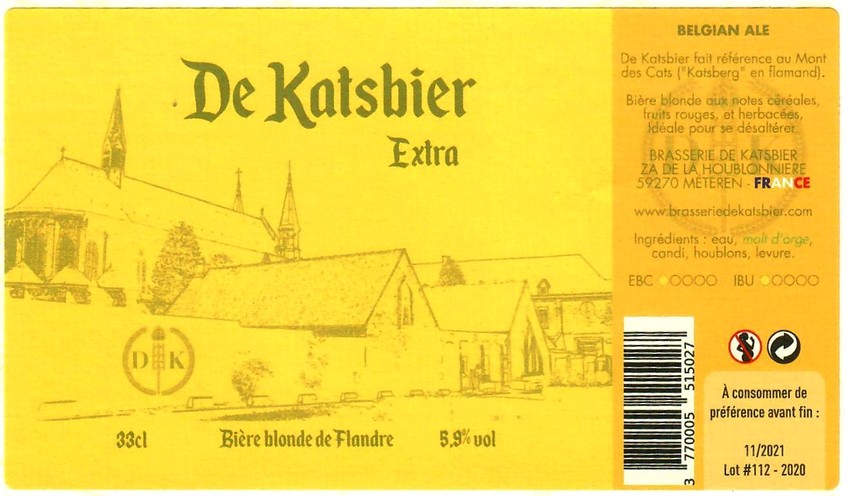 De Katsbier
Extra
D K
33cl
Bière blonde de Flandre
5,9% vol
BELGIAN ALE
De Katsbier fait référence au Mont
des Cats ("Katsberg" en flamand).
Bière blonde aux notes céréales,
fruits rouges, et herbacées,
Idéale pour se désaltérer
BRASSERIE DE KATSBIER
ZA DE LA HOUBLONNIERE
59270 METEREN - FRANCE
www.brasseriedekatsbier.com
Ingrédients : eau, malt d'orge,
candi, houblons, levure.
EBC IBU
3 770005 515027
À consommer de
préférence avant fin :
11/2021
Lot #112 - 2020